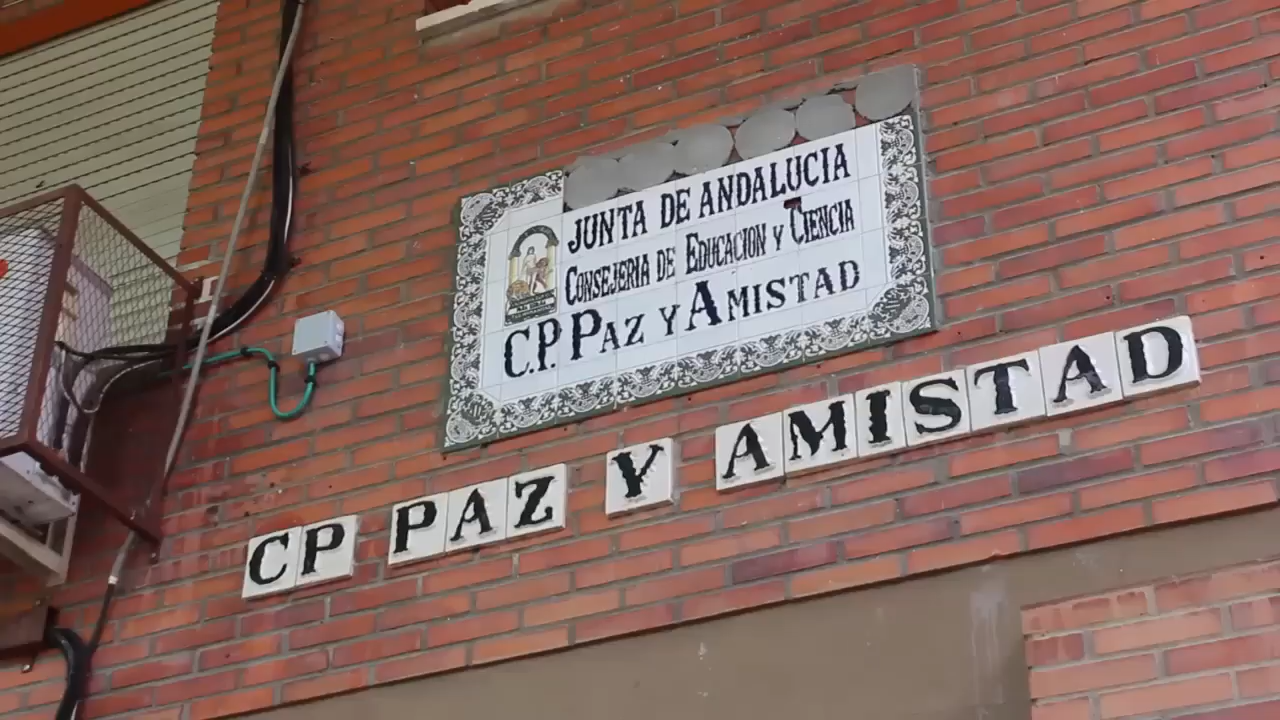 JUNTA DE ANDALUCIA
CONSEJERIA DE EDUCACION Y CIENCIA
C.P. PAZ Y AMISTAD
CP PAZ Y AMISTAD